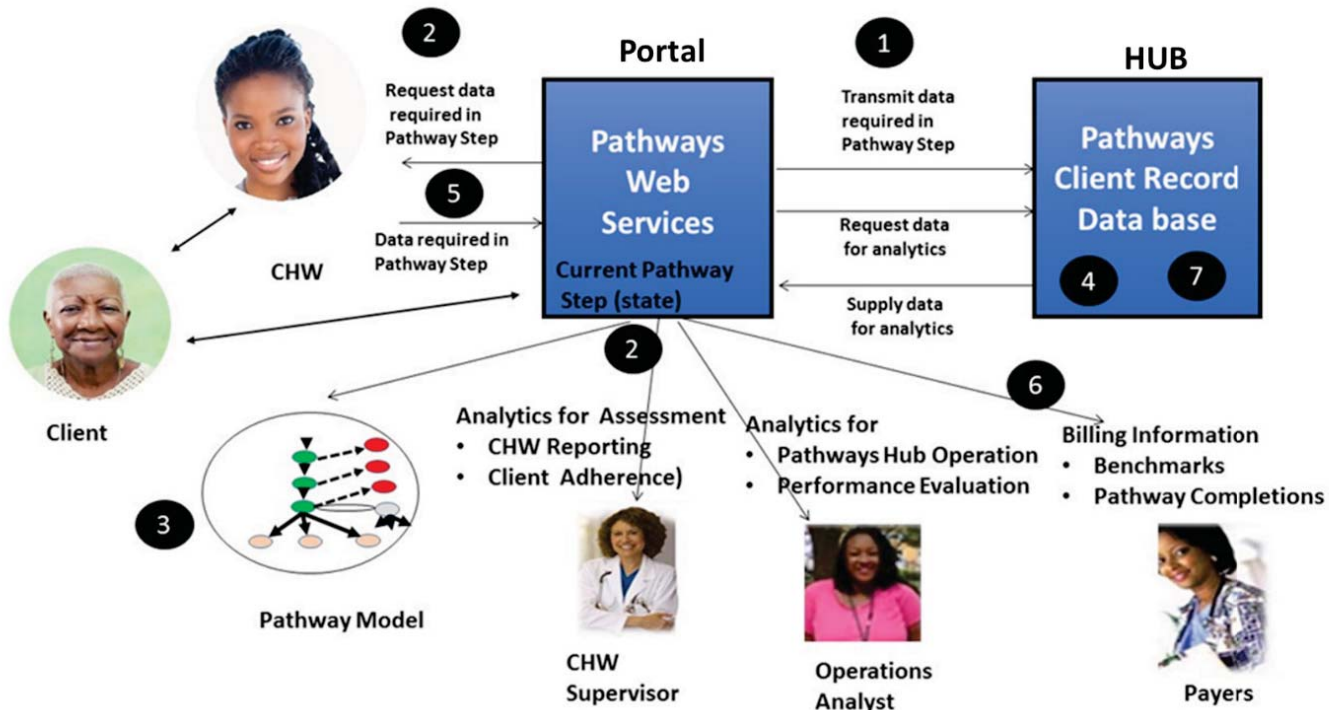 2
Request data
required in
Pathway Step
5
Data required in
Pathway Step
CHW
Client
Portal
Pathways
Web
Services
Current Pathway
Step (state)
1
Transmit data
required in
Pathway Step
Request data
for analytics
Supply data
for analytics
HUB
Pathways
Client Record
Data base
4
7
3
Pathway Model
2
Analytics for Assessment
• CHW Reporting
• Client Adherence)
CHW
Supervisor
Analytics for
• Pathways Hub Operation
• Performance Evaluation
Operations
Analyst
6
Billing Information
• Benchmarks
• Pathway Completions
Payers